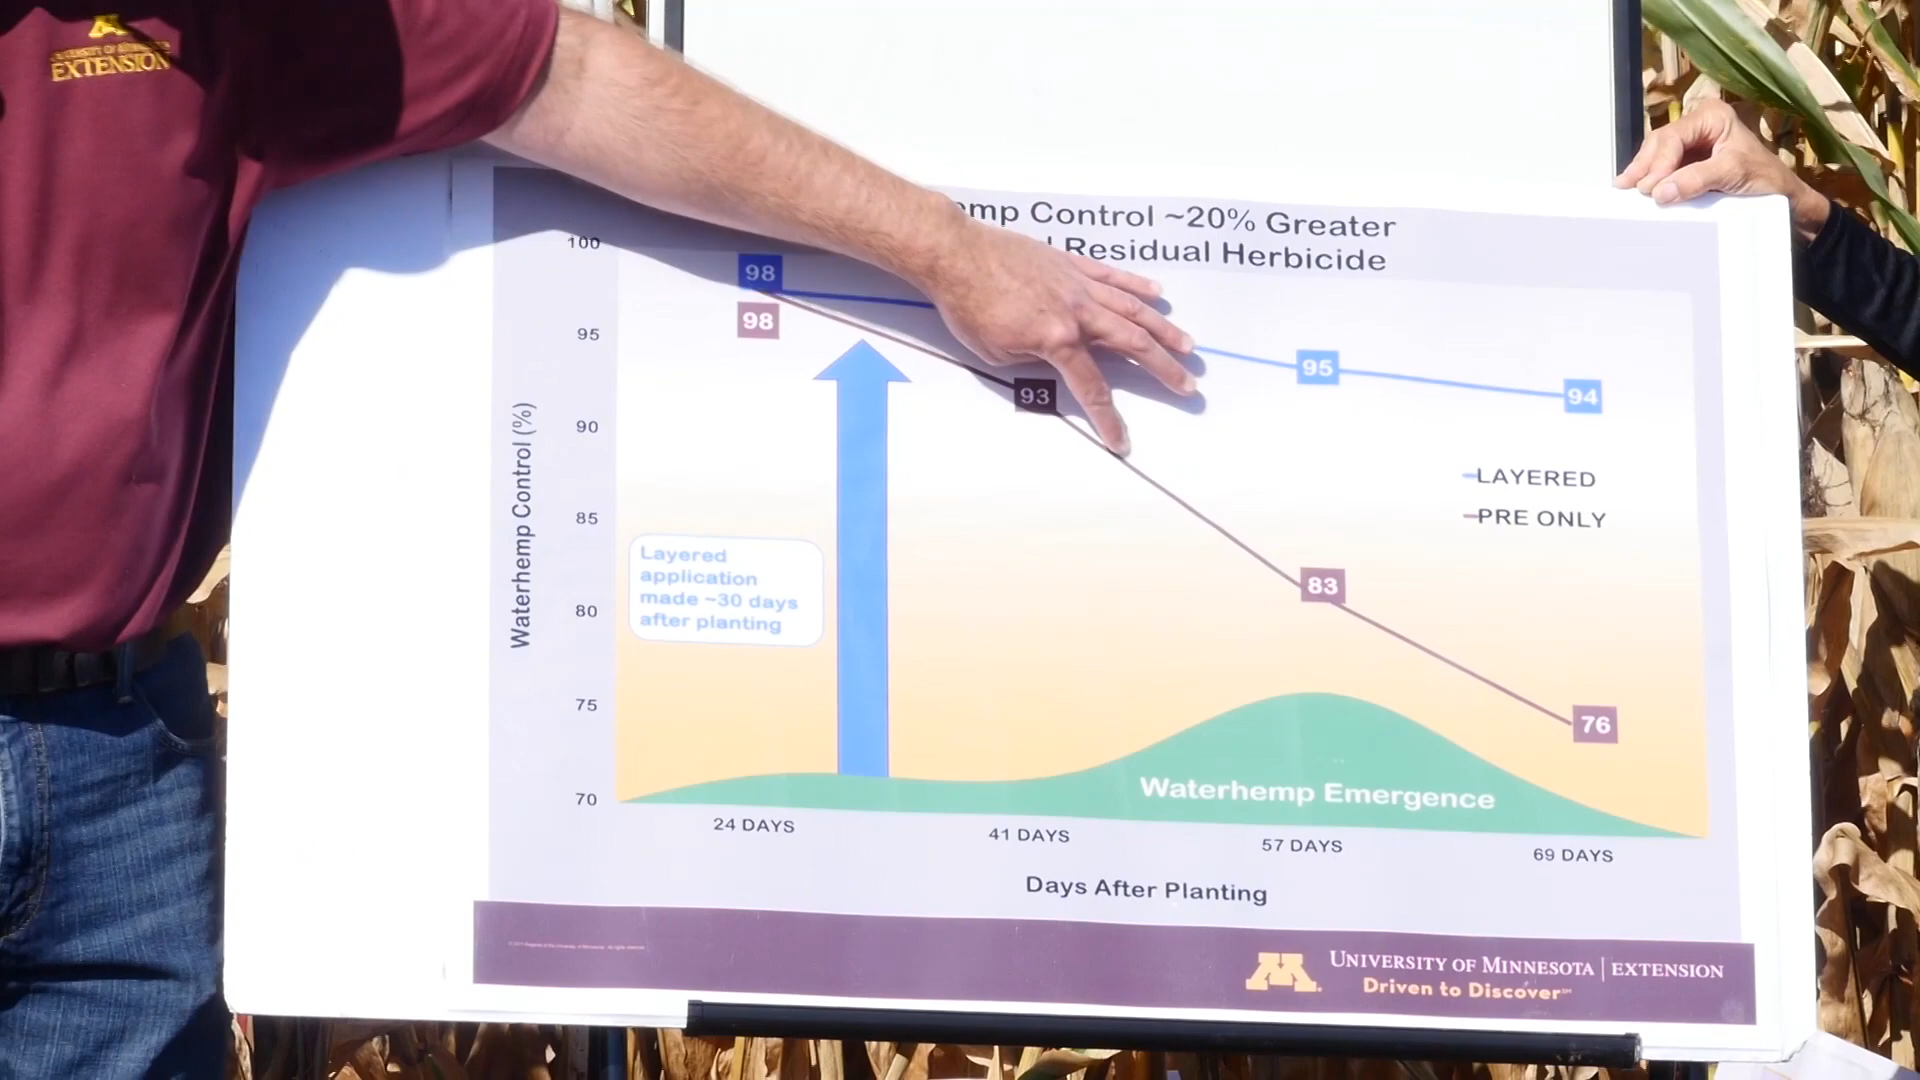 EXTENSION
Control ~20% Greater
Residual Herbicide
100
98
98
95
95
94
93
90
Waterhemp Control (%)
LAYERED
PRE ONLY
85
Layered
application
made ~30 days
after planting
83
80
76
75
Waterhemp Emergence
70
24 DAYS
41 DAYS
57 DAYS
69 DAYS
Days After Planting
UNIVERSITY OF MINNESOTA | EXTENSION
Driven to Discover℠